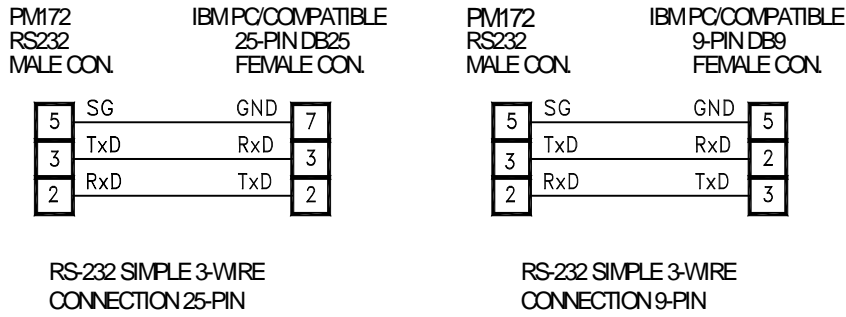 PM172
RS232
MALE CON.
IBM PC/COMPATIBLE
25-PIN DB25
FEMALE CON.
5 SG GND 7
3 TxD RxD 3
2 RxD TxD 2
RS-232 SIMPLE 3-WIRE
CONNECTION 25-PIN
PM172
RS232
MALE CON.
IBM PC/COMPATIBLE
9-PIN DB9
FEMALE CON.
5 SG GND 5
3 TxD RxD 2
2 RxD TxD 3
RS-232 SIMPLE 3-WIRE
CONNECTION 9-PIN